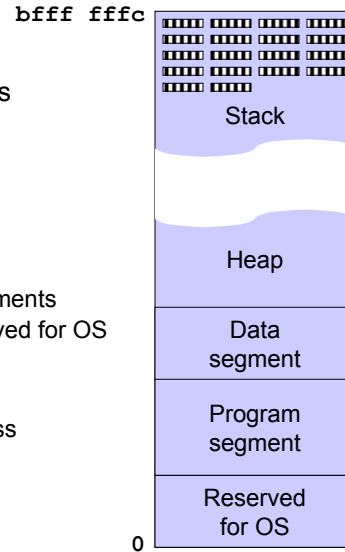 bfff fffc
s
Stack
Heap
ments
ved for OS
Data
segment
ss
Program
segment
Reserved
for OS
0